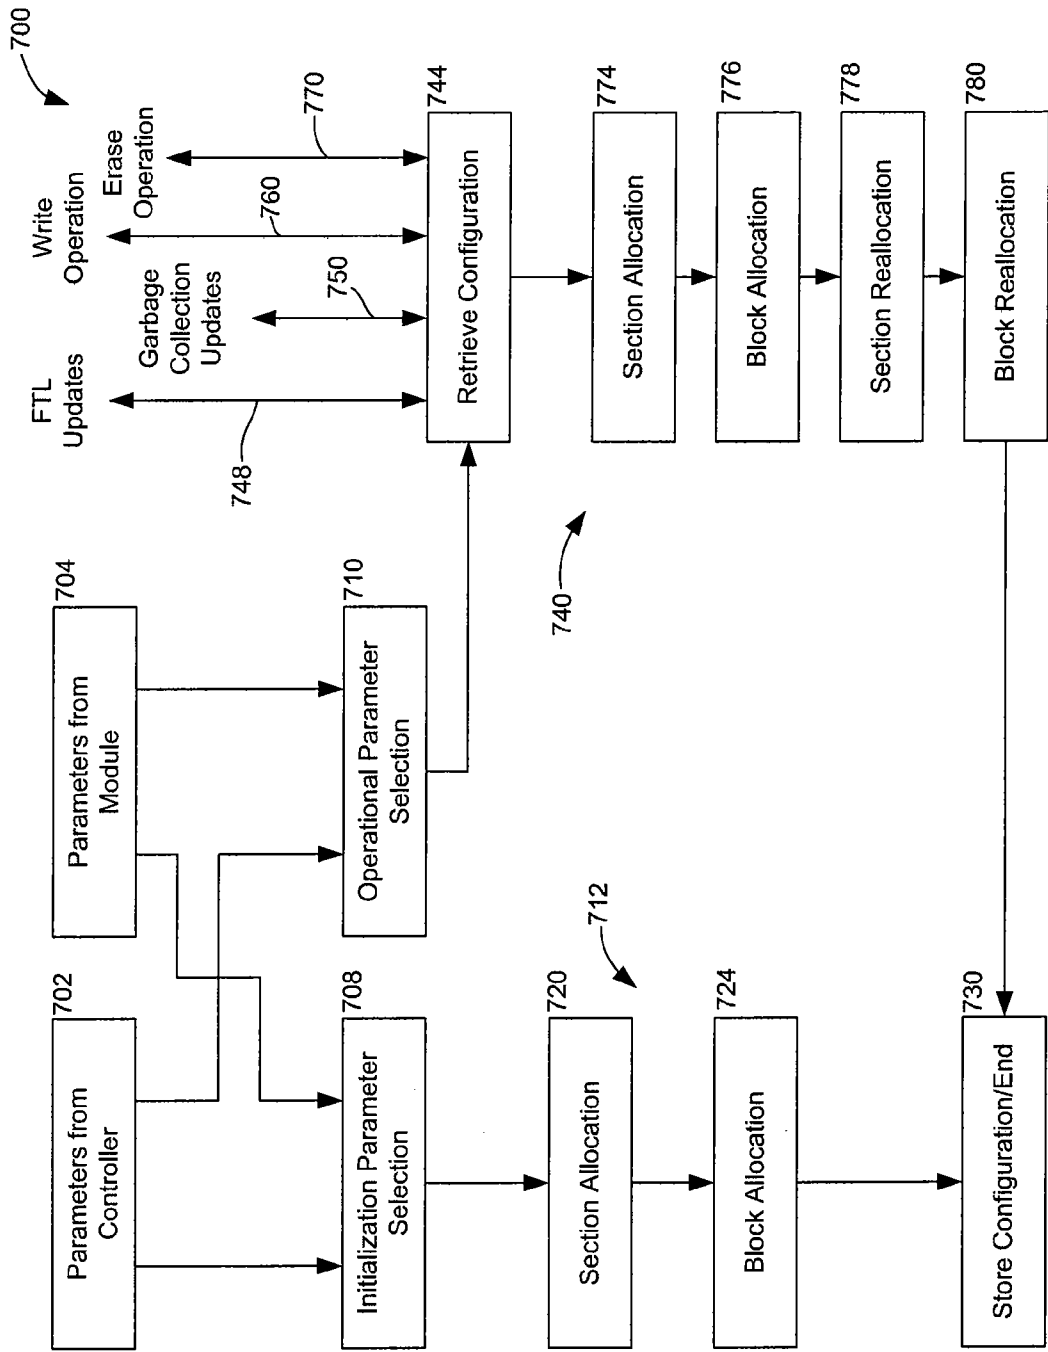 700
FTL
Updates
Garbage
Collection
Updates
Write
Operation
Erase
Operation
748
750
760
770
702
Parameters from
Controller
704
Parameters from
Module
708
Initialization Parameter
Selection
710
Operational Parameter
Selection
744
Retrieve Configuration
712
720
Section Allocation
724
Block Allocation
730
Store Configuration/End
740
774
Section Allocation
776
Block Allocation
778
Section Reallocation
780
Block Reallocation